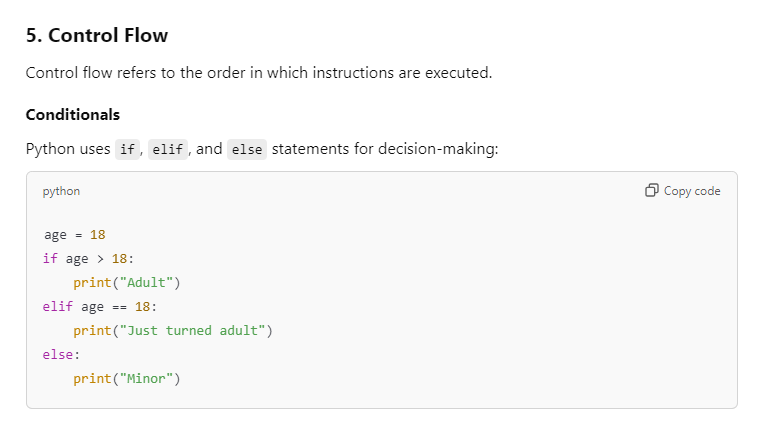 5. Control Flow
Control flow refers to the order in which instructions are executed.
Conditionals
Python uses if, elif, and else statements for decision-making:
python Copy code
age = 18
if age > 18:
    print("Adult")
elif age == 18:
    print("Just turned adult")
else:
    print("Minor")